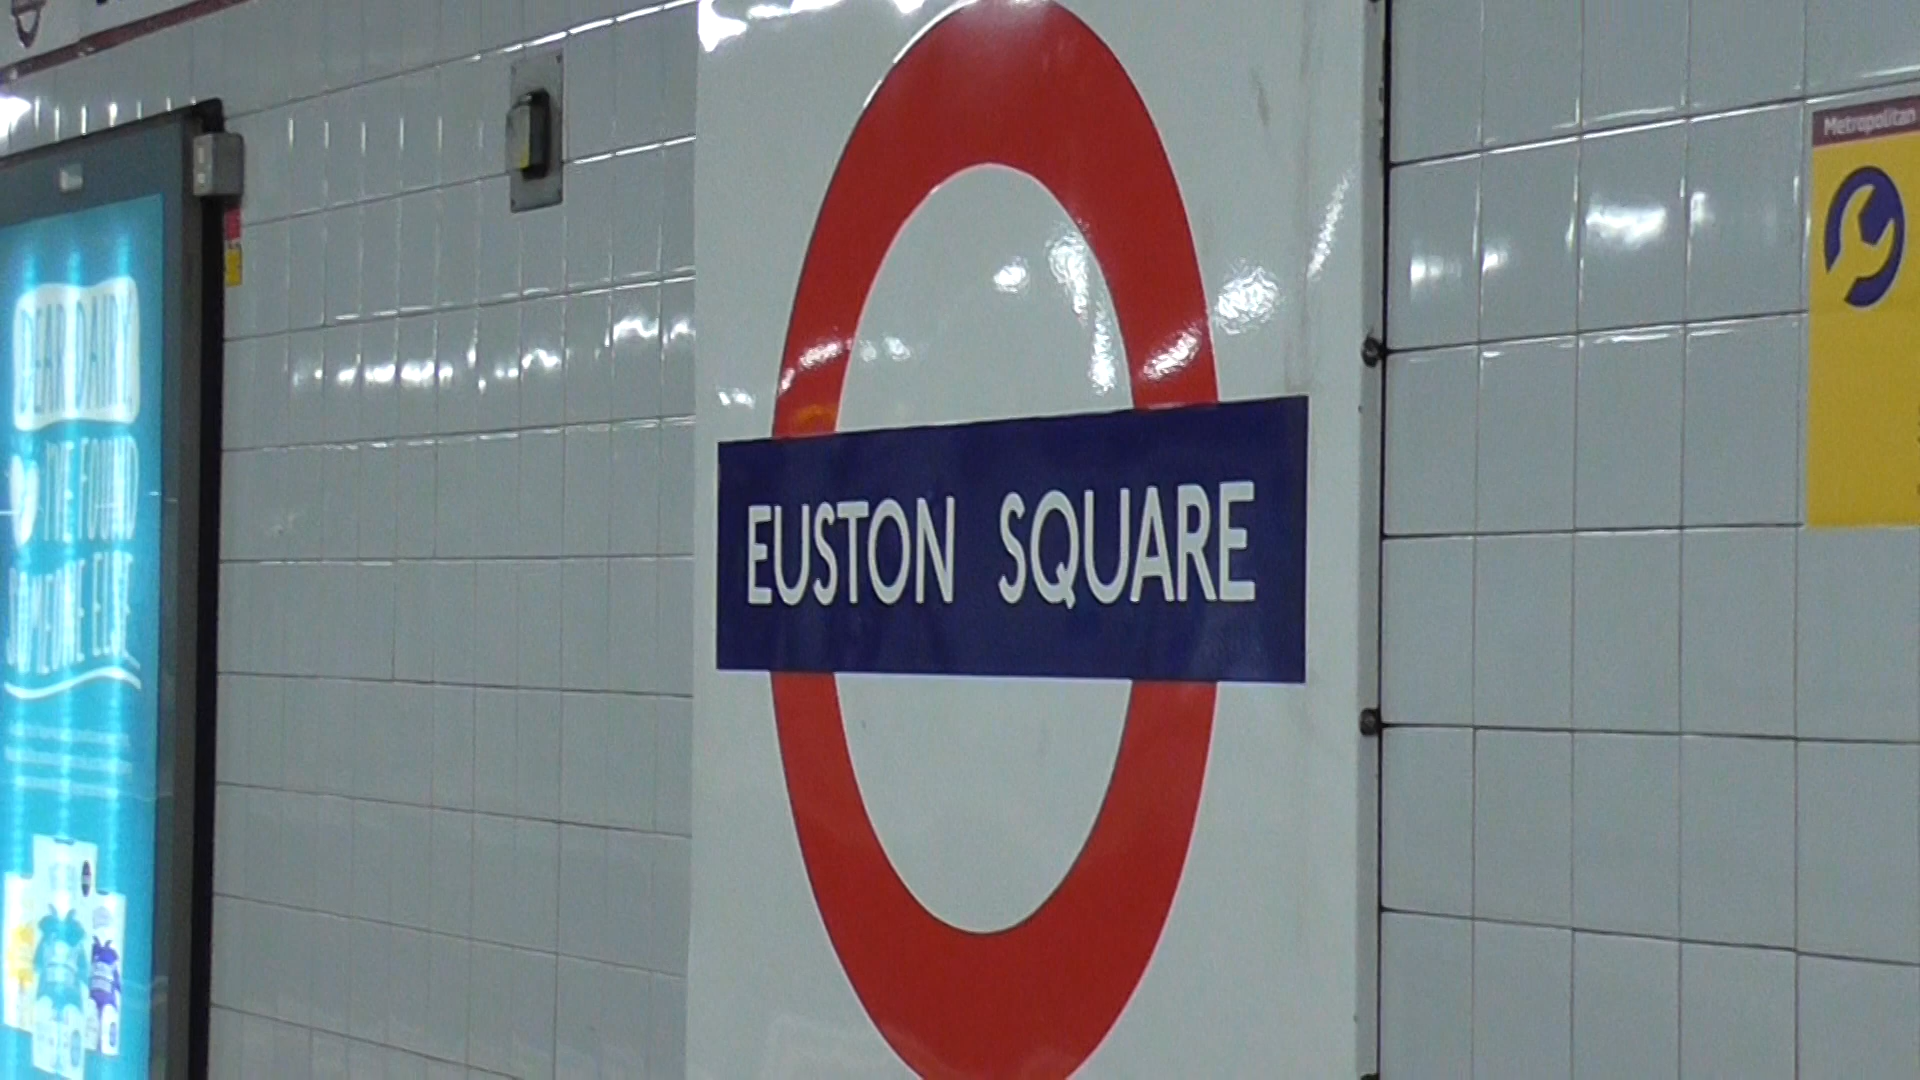 DEAR DAIRY,
I'VE FOUND
SOMEONE ELSE
EUSTON SQUARE
Metropolitan